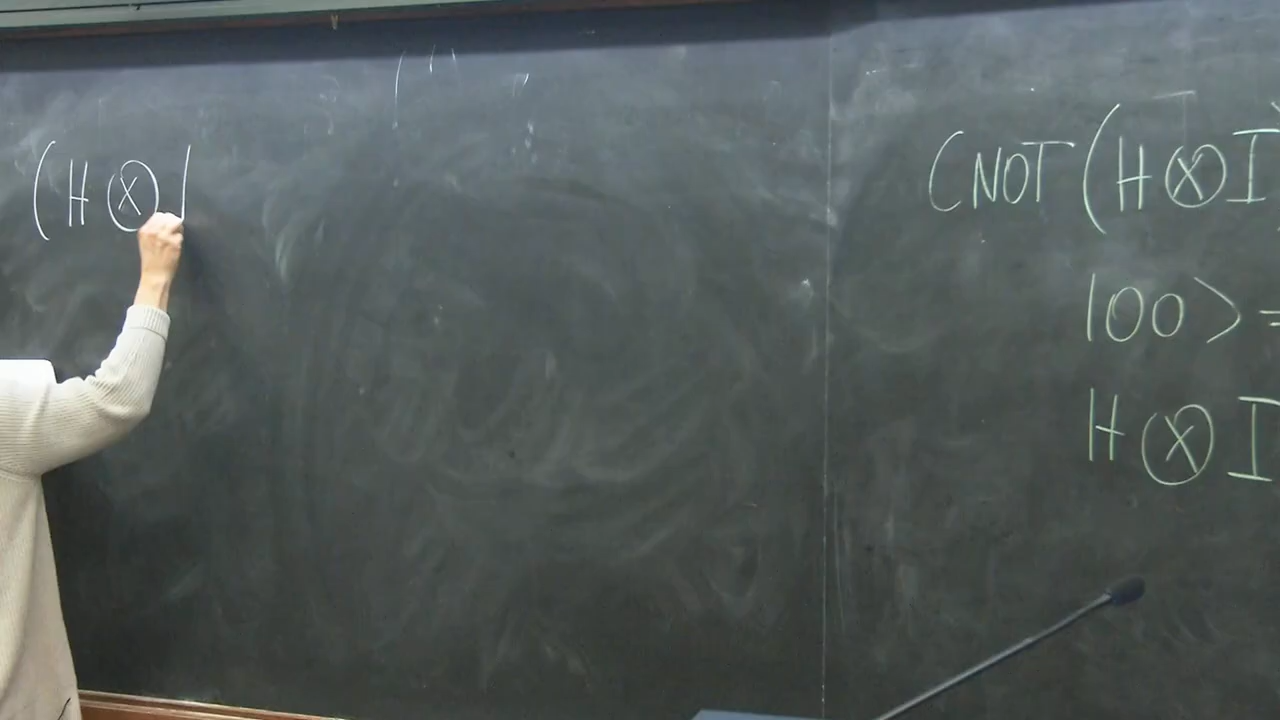 (H ⊗ |
CNOT (H ⊗ I
|00> =
H ⊗ I